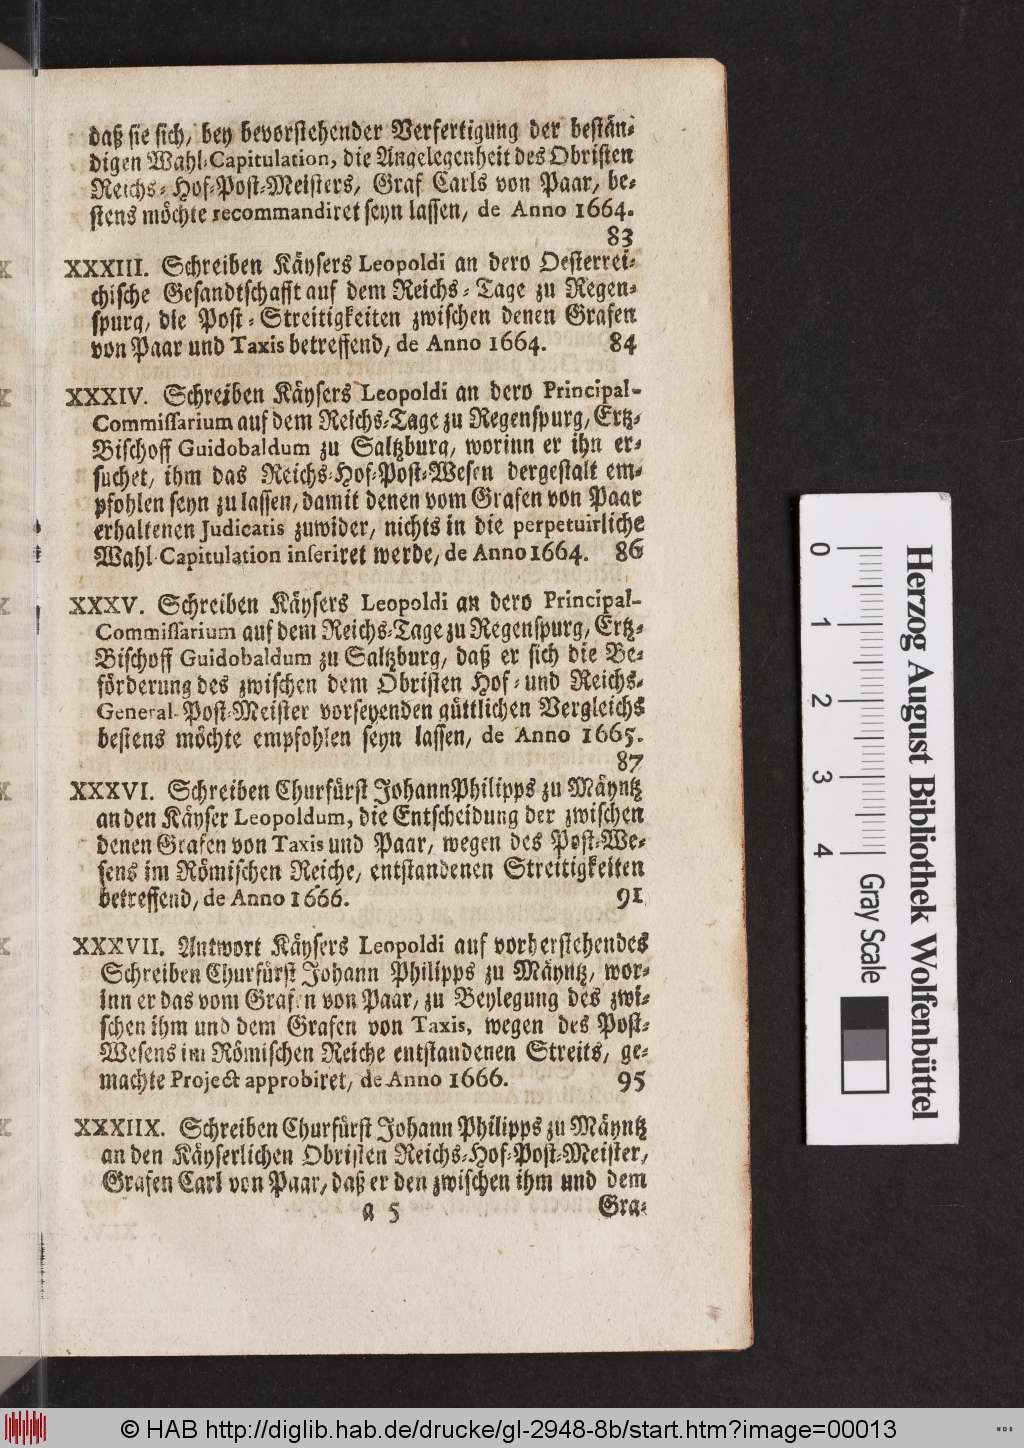 daß sie sich, bey bevorstehender Verfertigung der bestän-
digen Wahl-Capitulation, die Angelegenheit des Obristen
Reichs-Hof-Post-Meisters, Graf Carls von Paar, be-
stens möchte recommandiret seyn lassen, de Anno 1664.
83
XXXIII. Schreiben Käysers Leopoldi an dero Oesterrei-
chische Gesandtschafft auf dem Reichs-Tage zu Regen-
spurg, die Post-Streitigkeiten zwischen denen Grafen
von Paar und Taxis betreffend, de Anno 1664. 84
XXXIV. Schreiben Käysers Leopoldi an dero Principal-
Commissarium auf dem Reichs-Tage zu Regenspurg, Ertz-
Bischoff Guidobaldum zu Saltzburg, worinn er ihn er-
suchet, ihm das Reichs-Hof-Post-Wesen dergestalt em-
pfohlen seyn zu lassen, damit denen vom Grafen von Paar
erhaltenen Judicatis zuwider, nichts in die perpetuirliche
Wahl-Capitulation inseriret werde, de Anno 1664. 86
XXXV. Schreiben Käysers Leopoldi an dero Principal-
Commissarium auf dem Reichs-Tage zu Regenspurg, Ertz-
Bischoff Guidobaldum zu Saltzburg, daß er sich die Be-
förderung des zwischen dem Obristen Hof- und Reichs-
General-Post-Meister vorseyenden güttlichen Vergleichs
bestens möchte empfohlen seyn lassen, de Anno 1665.
87
XXXVI. Schreiben Churfürst Johann Philipps zu Mäyntz
an den Käyser Leopoldum, die Entscheidung der zwischen
denen Grafen von Taxis und Paar, wegen des Post-We-
sens im Römischen Reiche, entstandenen Streitigkeiten
betreffend, de Anno 1666. 91
XXXVII. Antwort Käysers Leopoldi auf vorherstehendes
Schreiben Churfürst Johann Philipps zu Mäyntz, wor-
inn er das vom Grafen von Paar, zu Beylegung des zwi-
schen ihm und dem Grafen von Taxis, wegen des Post-
Wesens im Römischen Reiche entstandenen Streits, ge-
machte Project approbiret, de Anno 1666. 95
XXXIIX. Schreiben Churfürst Johann Philipps zu Mäyntz
an den Käyserlichen Obristen Reichs-Hof-Post-Meister,
Grafen Carl von Paar, daß er den zwischen ihm und dem
a 5 Gra-
Herzog August Bibliothek Wolfenbüttel
0 1 2 3 4 Gray Scale
© HAB http://diglib.hab.de/drucke/gl-2948-8b/start.htm?image=00013